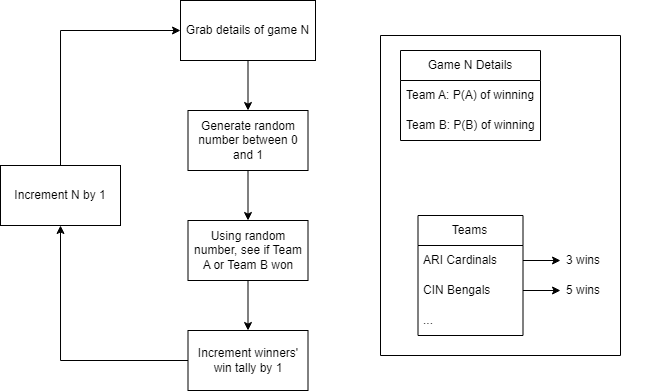 Grab details of game N
Generate random
number between 0
and 1
Increment N by 1
Using random
number, see if Team
A or Team B won
Increment winners'
win tally by 1
Game N Details
Team A: P(A) of winning
Team B: P(B) of winning
Teams
ARI Cardinals
3 wins
CIN Bengals
5 wins
...